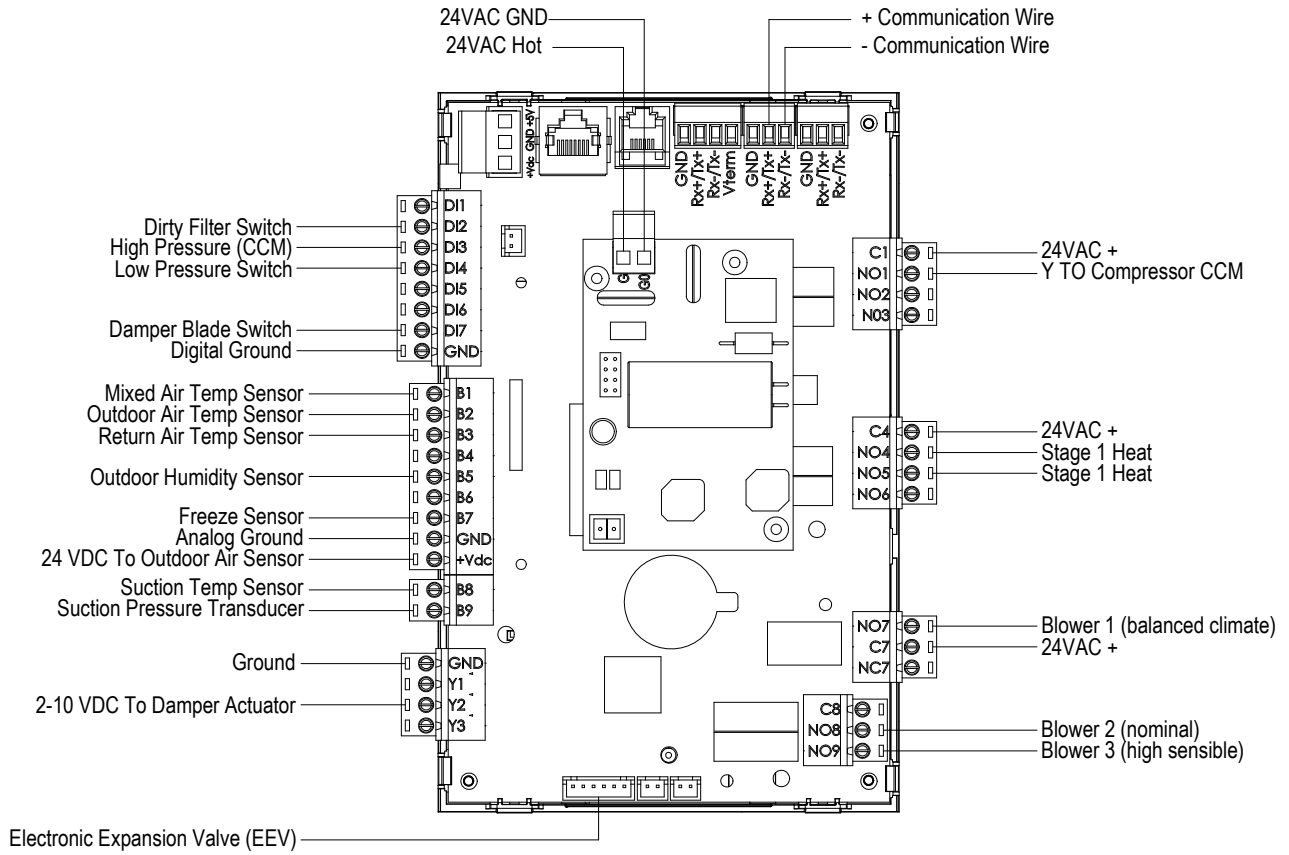 24VAC GND
24VAC Hot
+ Communication Wire
- Communication Wire
+Vdc GND +5V
GND
Rx+/Tx+
Rx-/Tx-
Vterm
GND
Rx+/Tx+
Rx-/Tx-
GND
Rx+/Tx+
Rx-/Tx-
G
G0
DI1
Dirty Filter Switch DI2
High Pressure (CCM) DI3
Low Pressure Switch DI4
DI5
DI6
Damper Blade Switch DI7
Digital Ground GND
Mixed Air Temp Sensor B1
Outdoor Air Temp Sensor B2
Return Air Temp Sensor B3
B4
Outdoor Humidity Sensor B5
B6
Freeze Sensor B7
Analog Ground GND
24 VDC To Outdoor Air Sensor +Vdc
Suction Temp Sensor B8
Suction Pressure Transducer B9
Ground GND
Y1
2-10 VDC To Damper Actuator Y2
Y3
C1 24VAC +
NO1 Y TO Compressor CCM
NO2
N03
C4 24VAC +
NO4 Stage 1 Heat
NO5 Stage 1 Heat
NO6
NO7 Blower 1 (balanced climate)
C7 24VAC +
NC7
C8
NO8 Blower 2 (nominal)
NO9 Blower 3 (high sensible)
Electronic Expansion Valve (EEV)